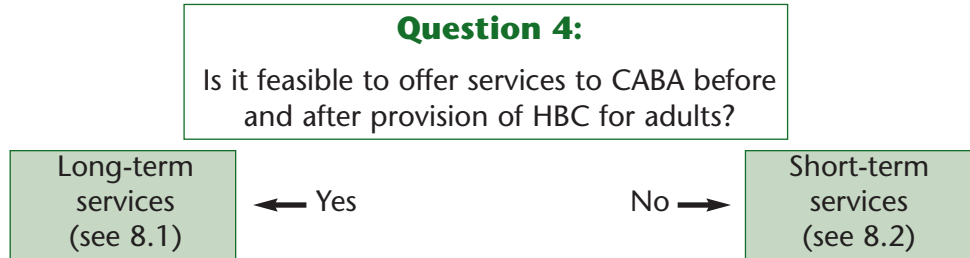 Question 4:
Is it feasible to offer services to CABA before
and after provision of HBC for adults?
Long-term
services
(see 8.1)
Yes
No
Short-term
services
(see 8.2)